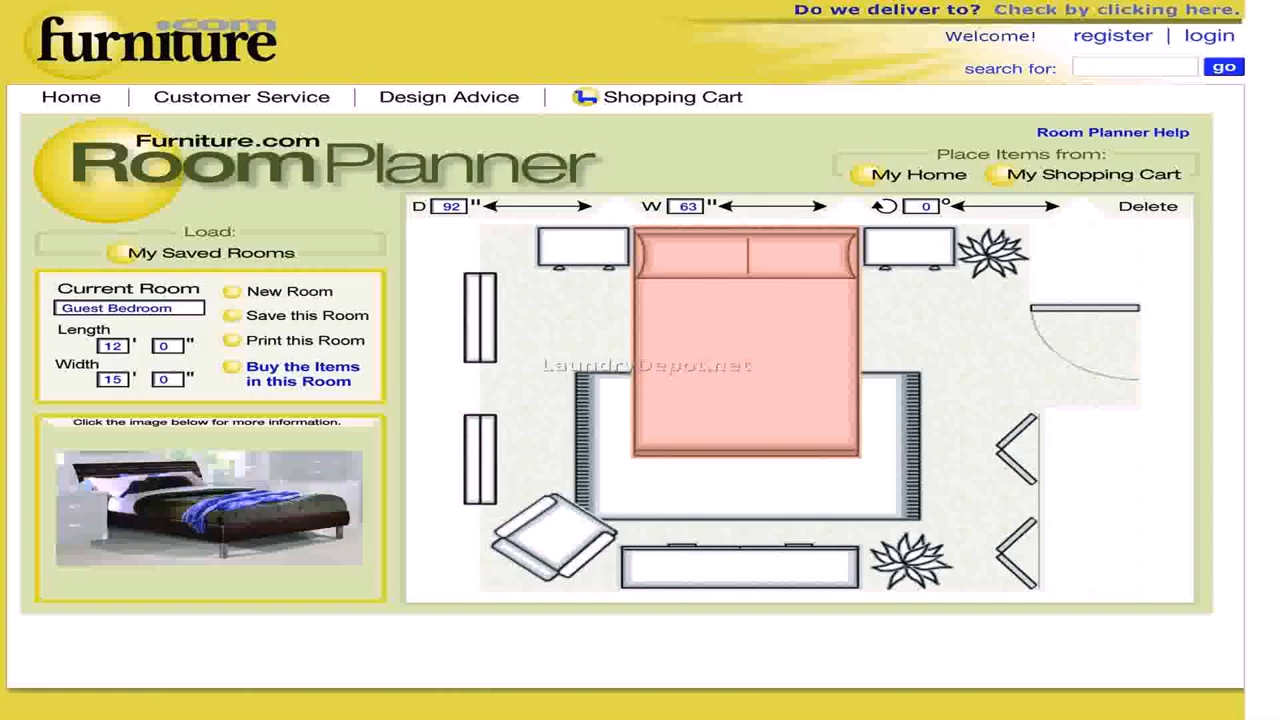 Do we deliver to? Check by clicking here.
.com
furniture
Welcome! register | login
search for: go
Home | Customer Service | Design Advice | Shopping Cart
Furniture.com
RoomPlanner
Room Planner Help
Place Items from:
My Home My Shopping Cart
D 92" W 63" 0° Delete
Load:
My Saved Rooms
Current Room
Guest Bedroom
Length
12 ' 0 "
Width
15 ' 0 "
New Room
Save this Room
Print this Room
Buy the Items
in this Room
Click the image below for more information.
LaundryDepot.net